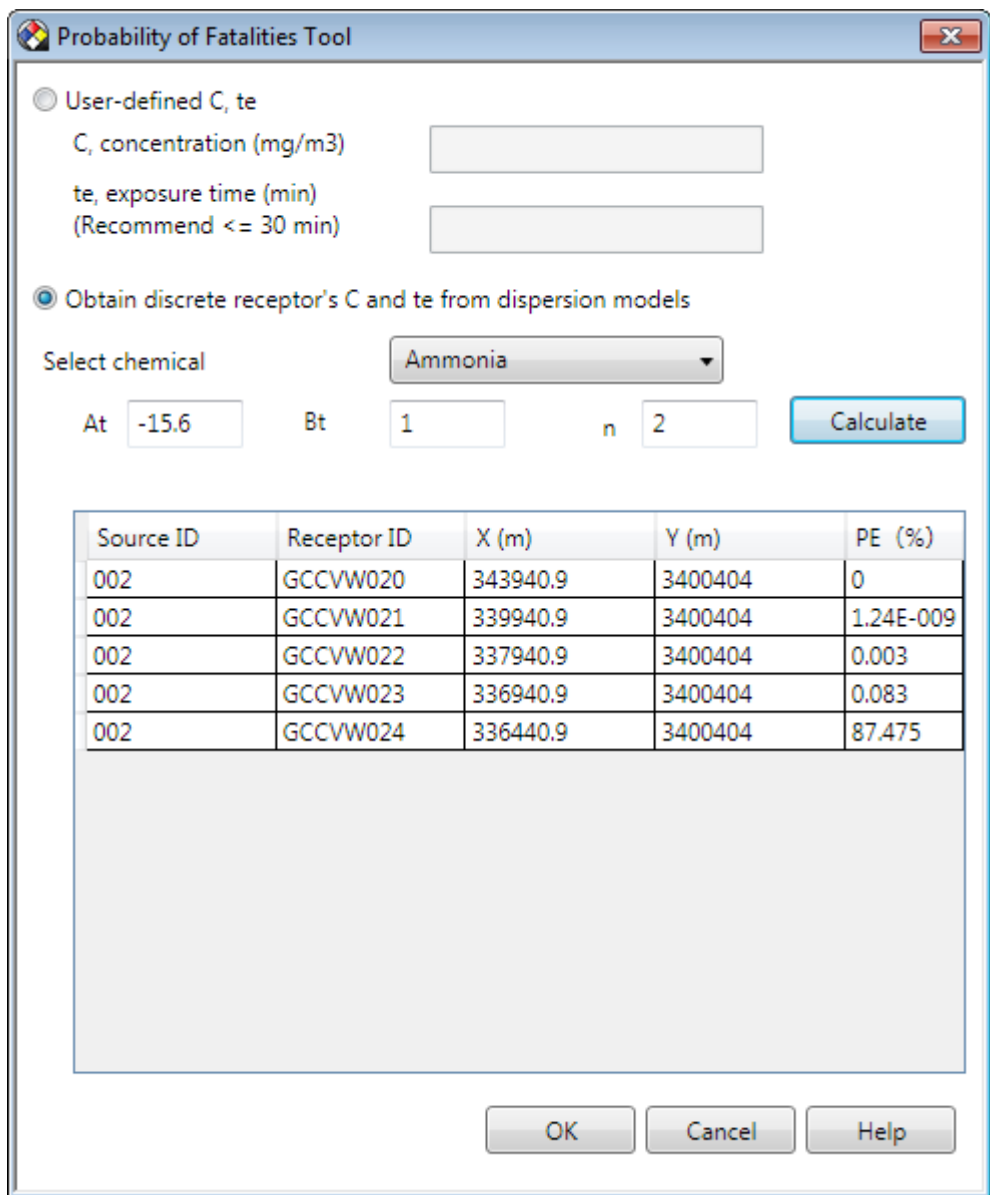 Probability of Fatalities Tool
User-defined C, te
C, concentration (mg/m3)
te, exposure time (min)
(Recommend <= 30 min)
Obtain discrete receptor's C and te from dispersion models
Select chemical Ammonia
At -15.6 Bt 1 n 2 Calculate
Source ID Receptor ID X (m) Y (m) PE (%)
002 GCCVW020 343940.9 3400404 0
002 GCCVW021 339940.9 3400404 1.24E-009
002 GCCVW022 337940.9 3400404 0.003
002 GCCVW023 336940.9 3400404 0.083
002 GCCVW024 336440.9 3400404 87.475
OK Cancel Help